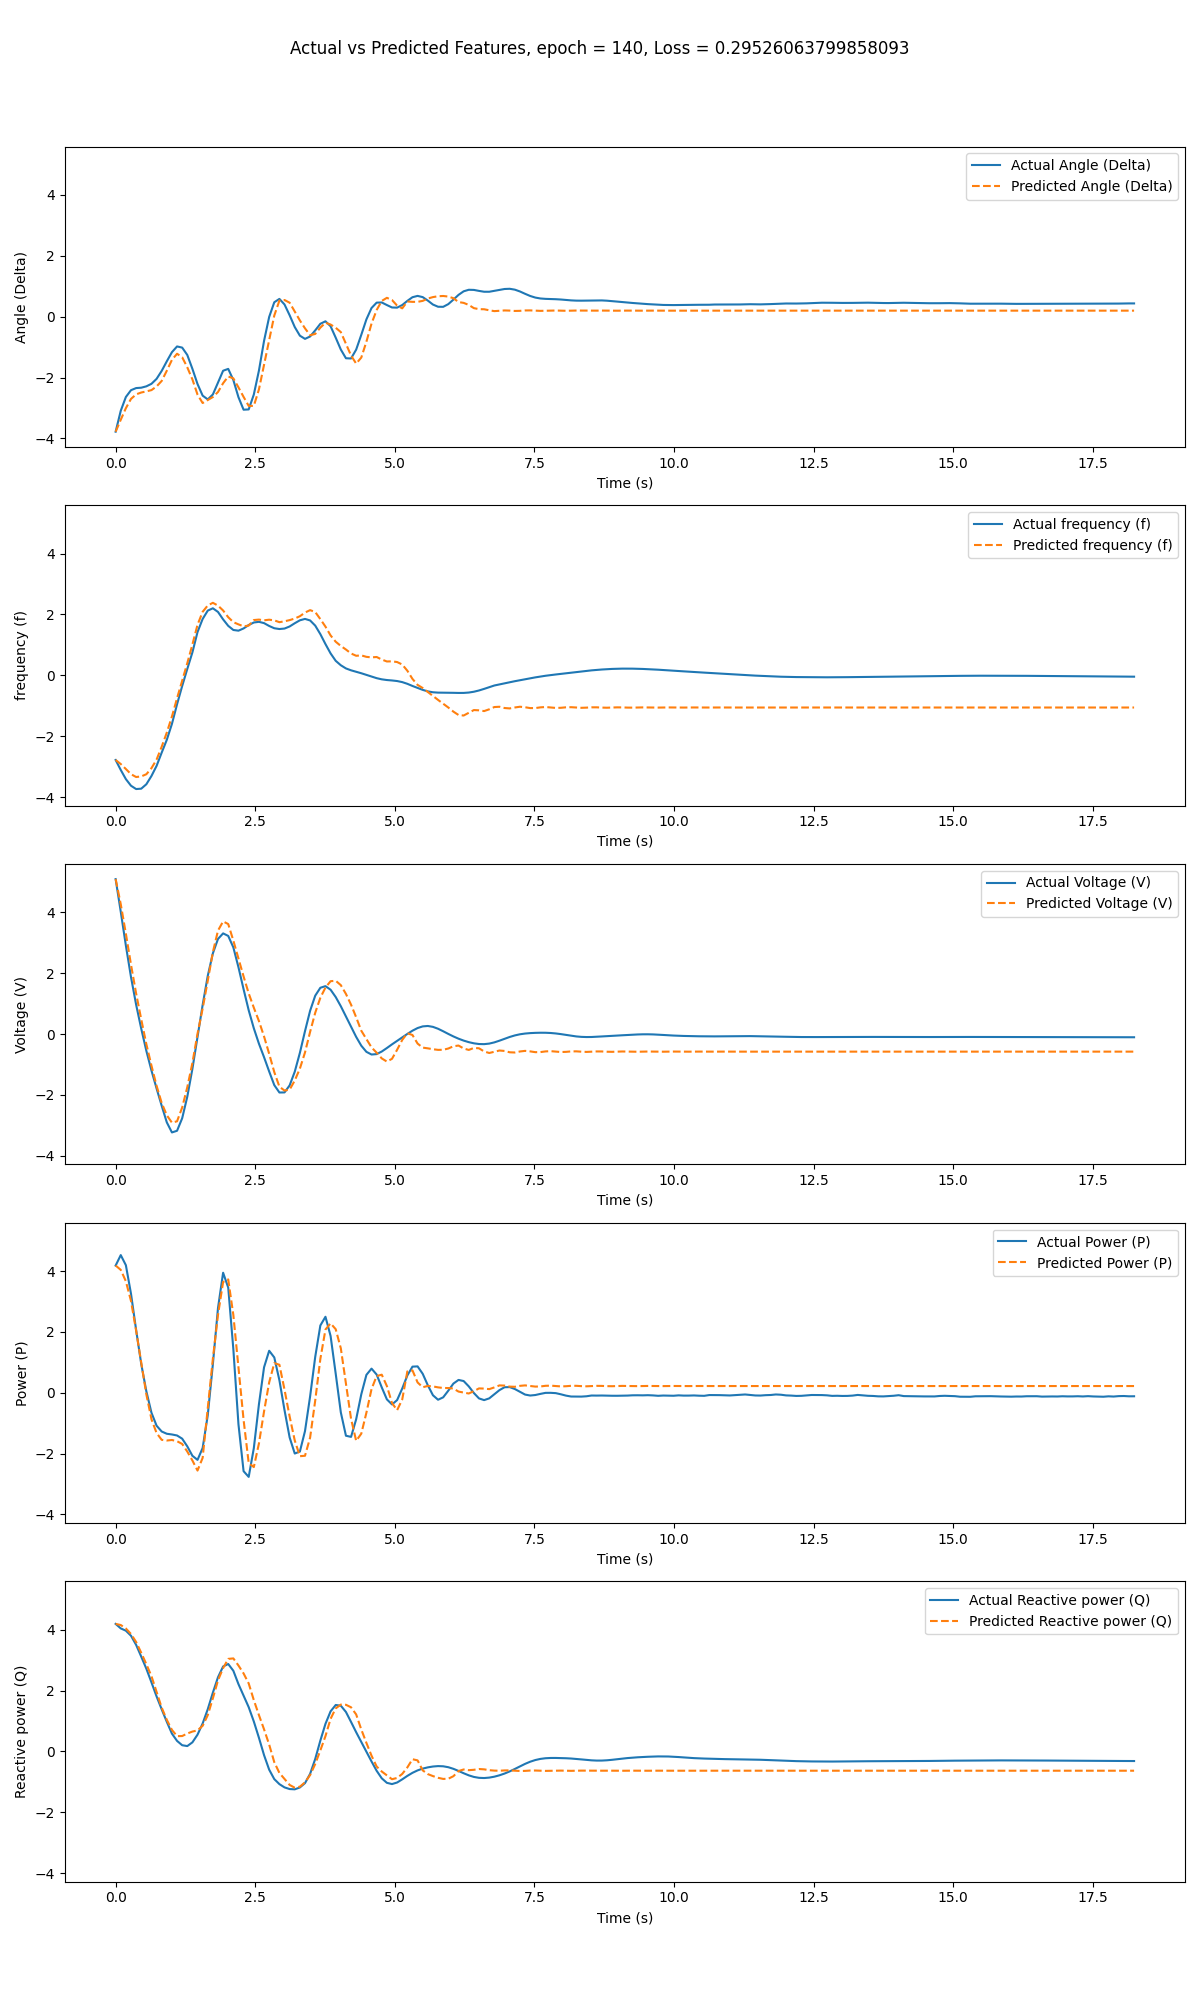 Actual vs Predicted Features, epoch = 140, Loss = 0.29526063799858093
Actual Angle (Delta)
Predicted Angle (Delta)
Angle (Delta)
4
2
0
−2
−4
0.0 2.5 5.0 7.5 10.0 12.5 15.0 17.5
Time (s)
Actual frequency (f)
Predicted frequency (f)
frequency (f)
4
2
0
−2
−4
0.0 2.5 5.0 7.5 10.0 12.5 15.0 17.5
Time (s)
Actual Voltage (V)
Predicted Voltage (V)
Voltage (V)
4
2
0
−2
−4
0.0 2.5 5.0 7.5 10.0 12.5 15.0 17.5
Time (s)
Actual Power (P)
Predicted Power (P)
Power (P)
4
2
0
−2
−4
0.0 2.5 5.0 7.5 10.0 12.5 15.0 17.5
Time (s)
Actual Reactive power (Q)
Predicted Reactive power (Q)
Reactive power (Q)
4
2
0
−2
−4
0.0 2.5 5.0 7.5 10.0 12.5 15.0 17.5
Time (s)